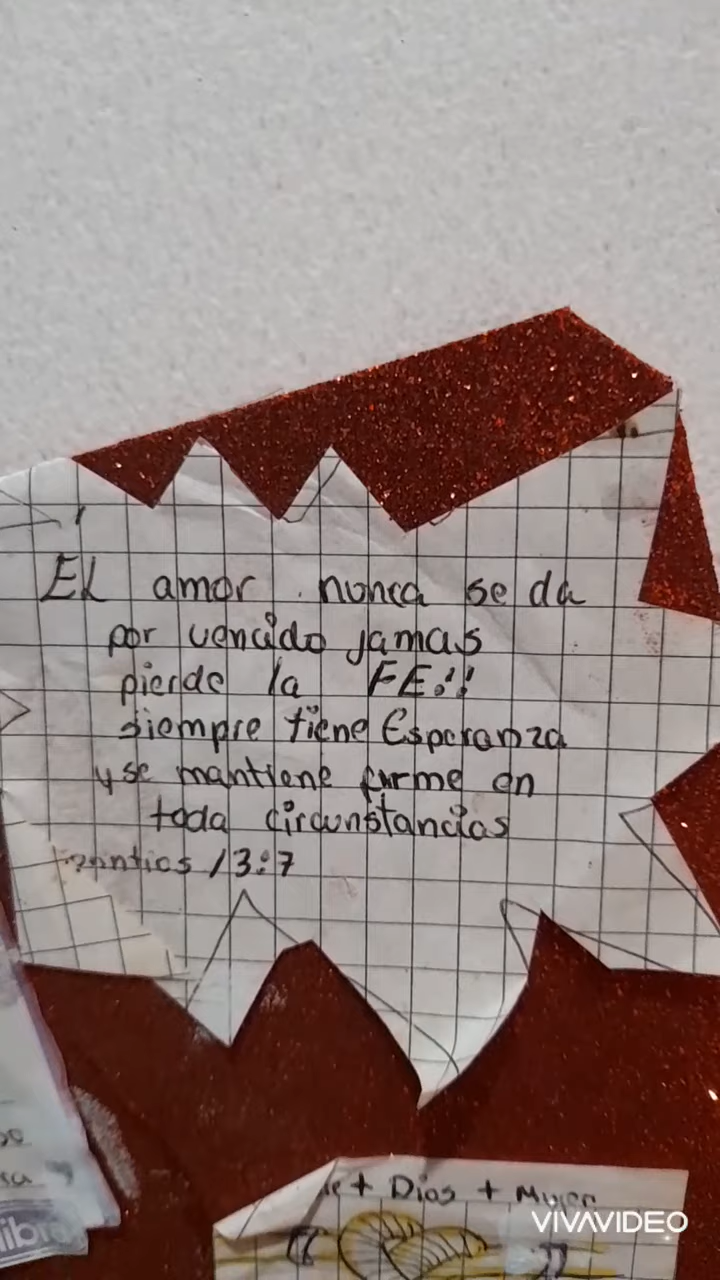 El amor nunca se da
por vencido jamas
pierde la FE!!
siempre tiene Esperanza
y se mantiene firme en
toda circunstancias
13:7
+ Dios + Mujer
VIVAVIDEO